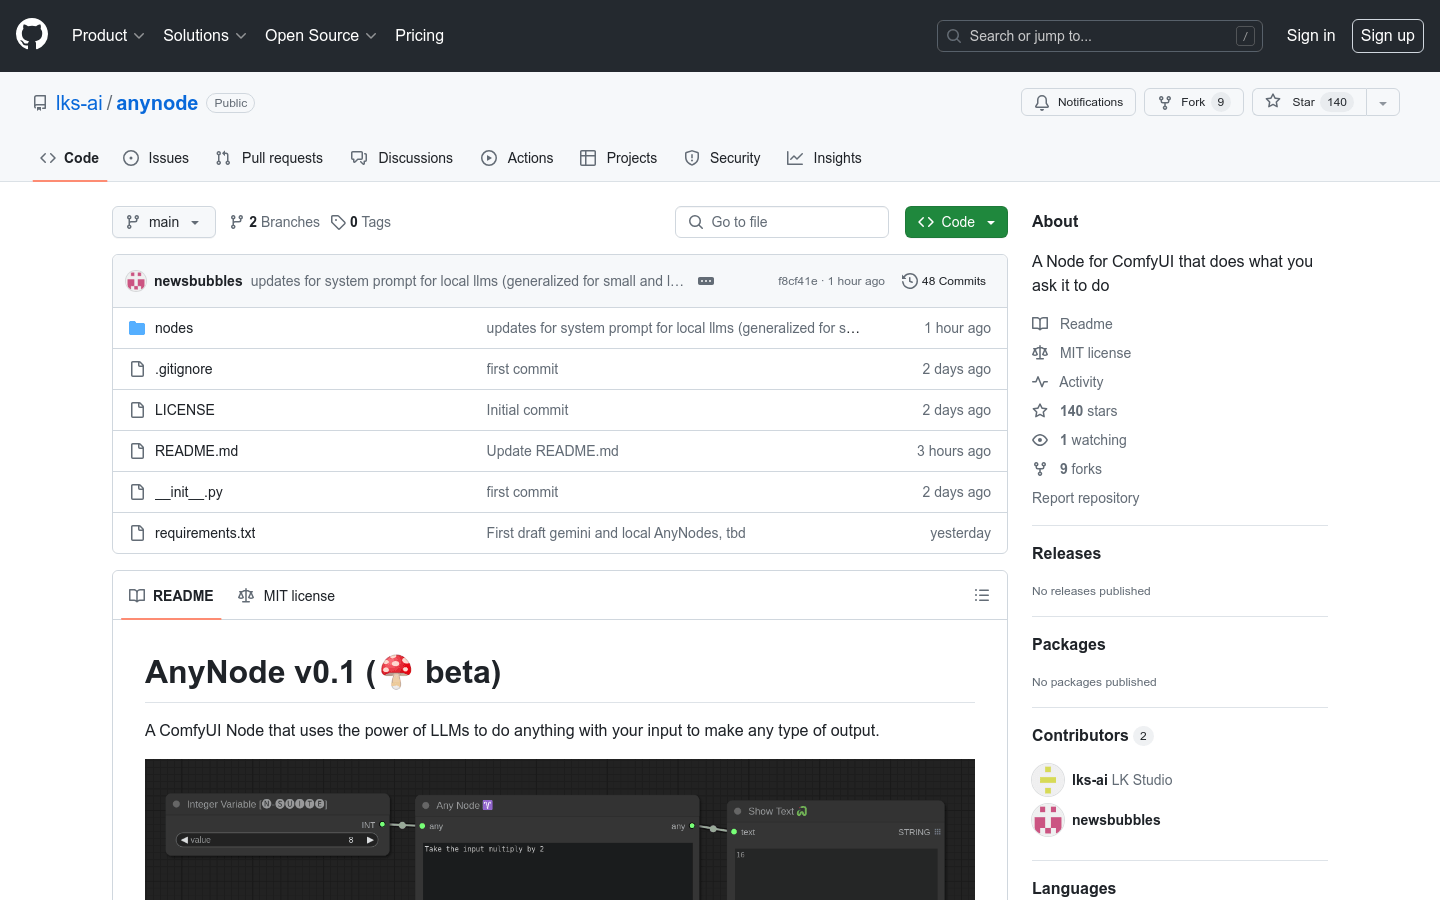 Product Solutions Open Source Pricing Search or jump to... / Sign in Sign up
lks-ai / anynode Public Notifications Fork 9 Star 140
Code Issues Pull requests Discussions Actions Projects Security Insights
main 2 Branches 0 Tags Go to file Code
newsbubbles updates for system prompt for local llms (generalized for small and l… f8cf41e · 1 hour ago 48 Commits
nodes updates for system prompt for local llms (generalized for s… 1 hour ago
.gitignore first commit 2 days ago
LICENSE Initial commit 2 days ago
README.md Update README.md 3 hours ago
__init__.py first commit 2 days ago
requirements.txt First draft gemini and local AnyNodes, tbd yesterday
README MIT license
AnyNode v0.1 (🍄 beta)
A ComfyUI Node that uses the power of LLMs to do anything with your input to make any type of output.
Integer Variable [🅝-🅢🅤🅘🅣🅔]
INT
value 8
Any Node
any any
Take the input multiply by 2
Show Text 🐍
text STRING
16
About
A Node for ComfyUI that does what you
ask it to do
Readme
MIT license
Activity
140 stars
1 watching
9 forks
Report repository
Releases
No releases published
Packages
No packages published
Contributors 2
lks-ai LK Studio
newsbubbles
Languages